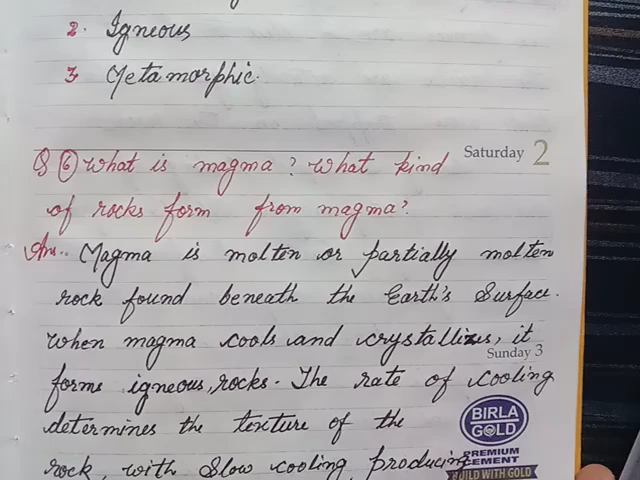 2. Igneous
3. Metamorphic.
Saturday 2
Q 6 What is magma? What kind
of rocks form from magma?
Ans.. Magma is molten or partially molten
rock found beneath the Earth's Surface.
When magma cools and crystallizes, it
Sunday 3
forms igneous, rocks. The rate of cooling
determines the texture of the
rock, with slow cooling producing
BIRLA
GOLD
PREMIUM
CEMENT
BUILD WITH GOLD